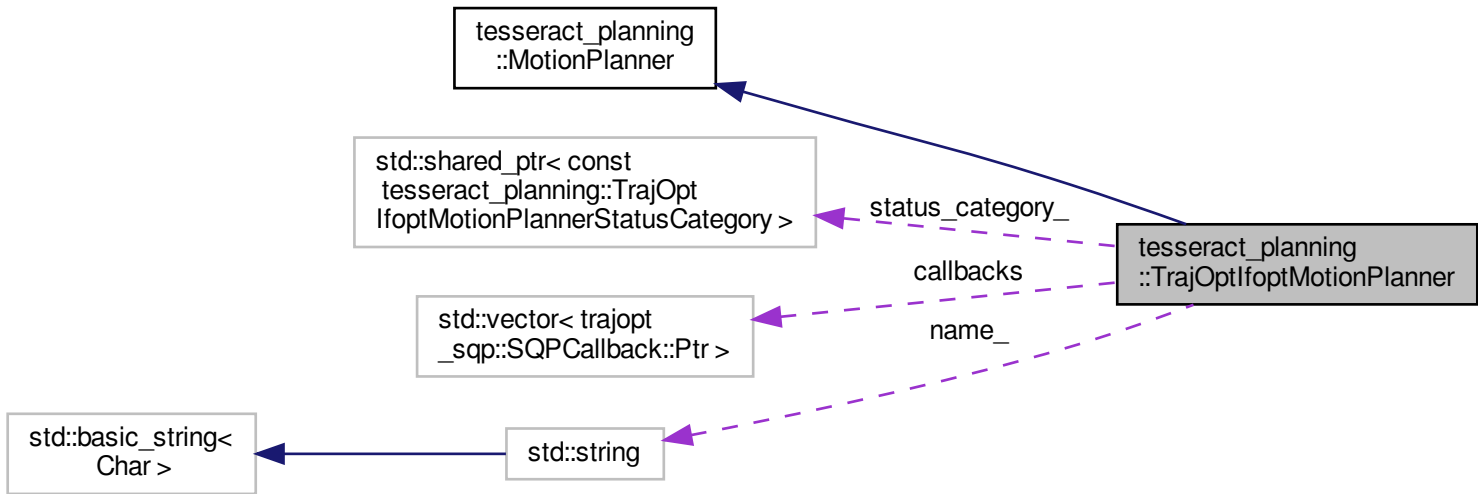 tesseract_planning
::MotionPlanner
std::shared_ptr< const
tesseract_planning::TrajOpt
IfoptMotionPlannerStatusCategory >
status_category_
tesseract_planning
::TrajOptIfoptMotionPlanner
callbacks
std::vector< trajopt
_sqp::SQPCallback::Ptr >
name_
std::basic_string<
Char >
std::string